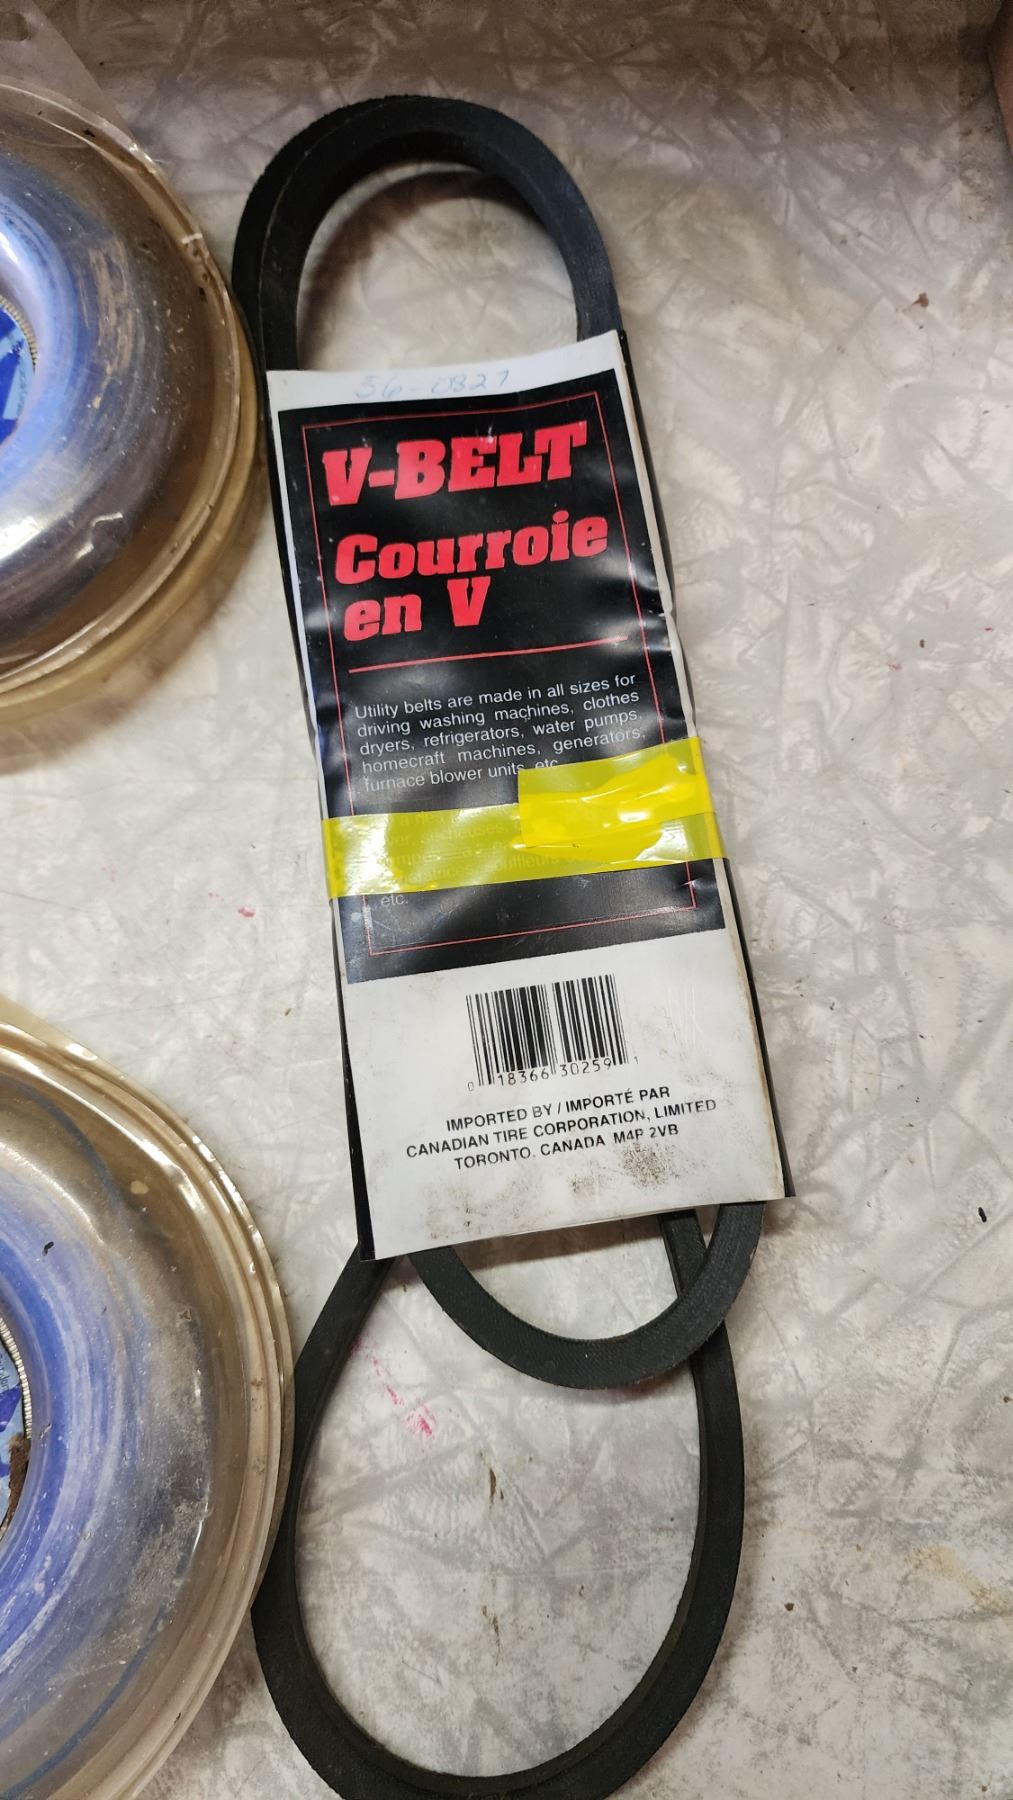 56-0827
V-BELT
Courroie
en V
Utility belts are made in all sizes for
driving washing machines, clothes
dryers, refrigerators, water pumps,
homecraft machines, generators,
furnace blower units, etc.
des
etc.
0 18366 30259 1
IMPORTED BY / IMPORTÉ PAR
CANADIAN TIRE CORPORATION, LIMITED
TORONTO, CANADA M4P 2V8